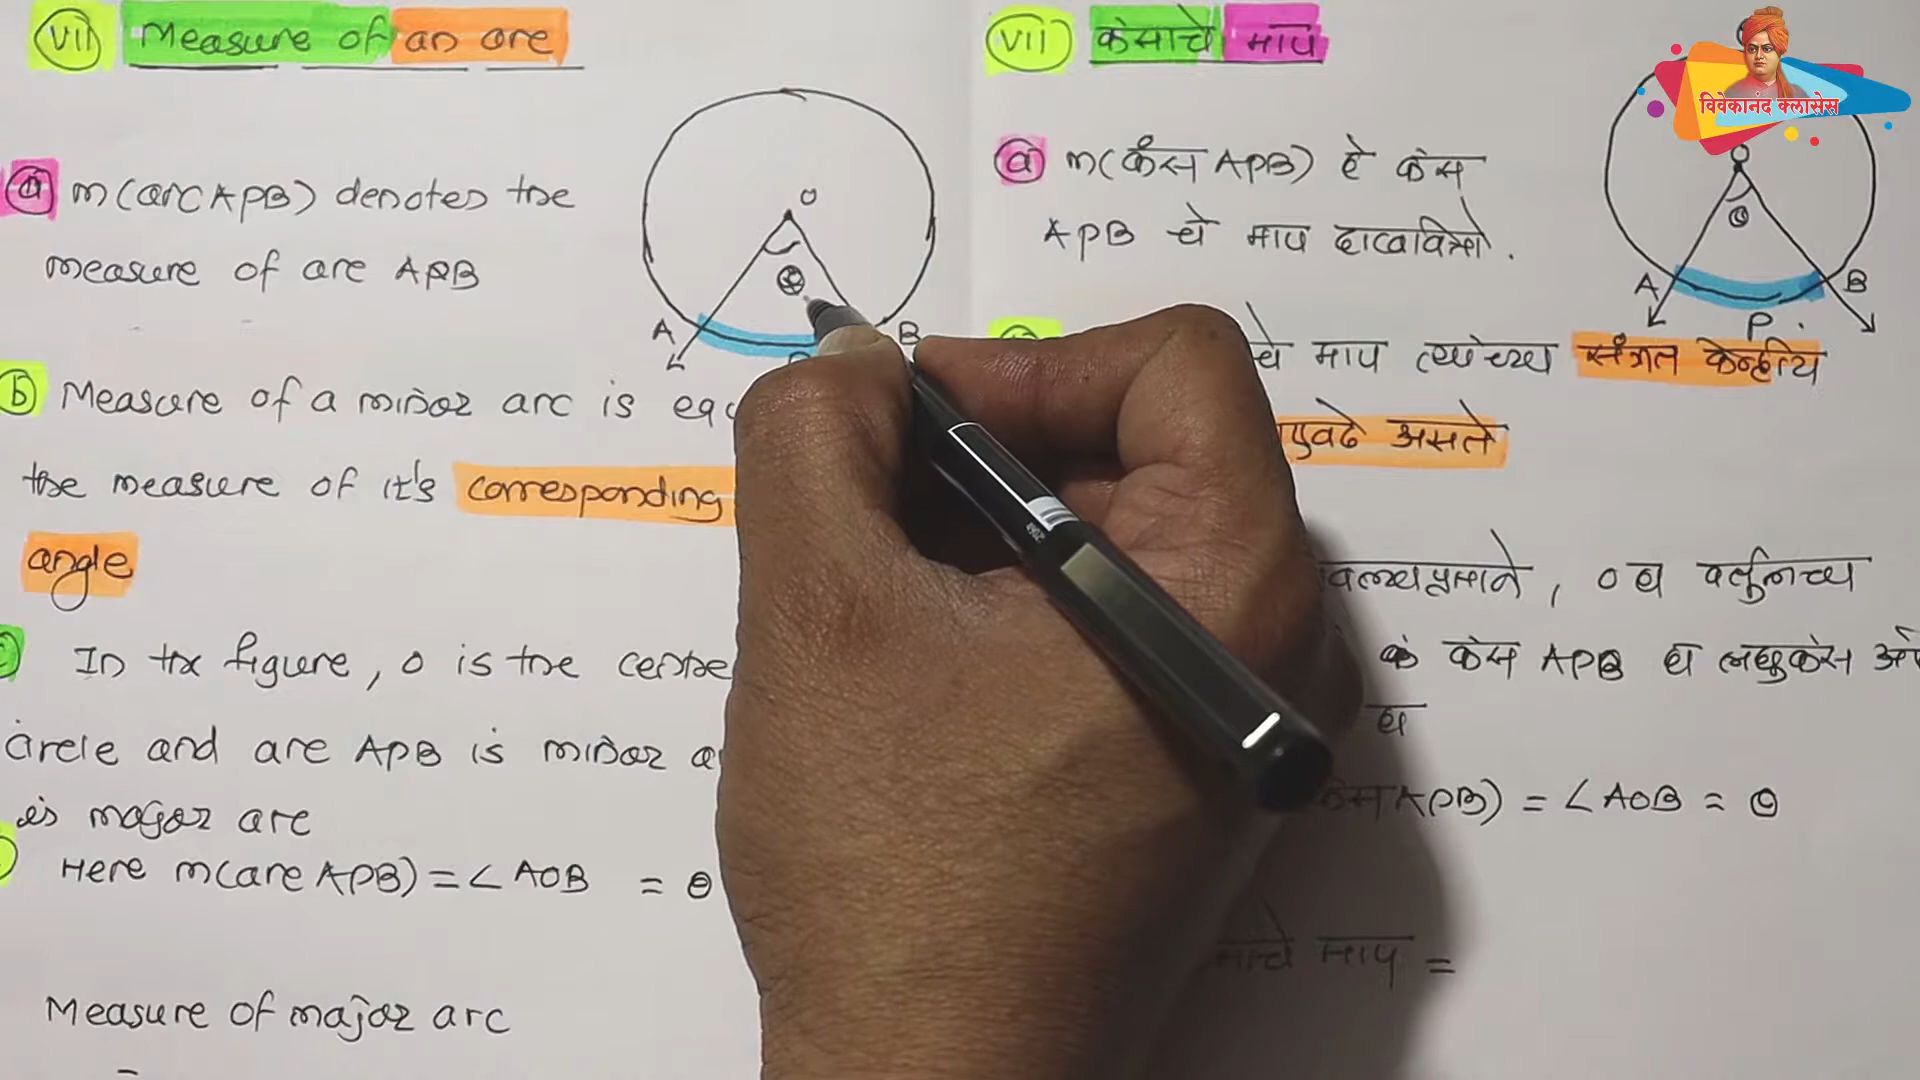 vii Measure of an arc
O
a m(arc APB) denotes the
measure of arc APB
A B
b Measure of a minor arc is
the measure of it's corresponding
angle
In the figure, O is the centre
circle and arc APB is minor
is major arc
Here m(arc APB) = ∠ AOB = θ
Measure of major arc
=
vii कंसाचे माप
विवेकानंद क्लासेस
O
a m(कंस APB) हे कंस
APB चे माप दाखवितो.
θ
A B
P
चे माप त्यांच्या संगत केन्द्रिय
एवढे असते
, O हा वर्तुळाच्या
कंस APB हा लघुकंस
हा
APB) = ∠ AOB = θ
माप =